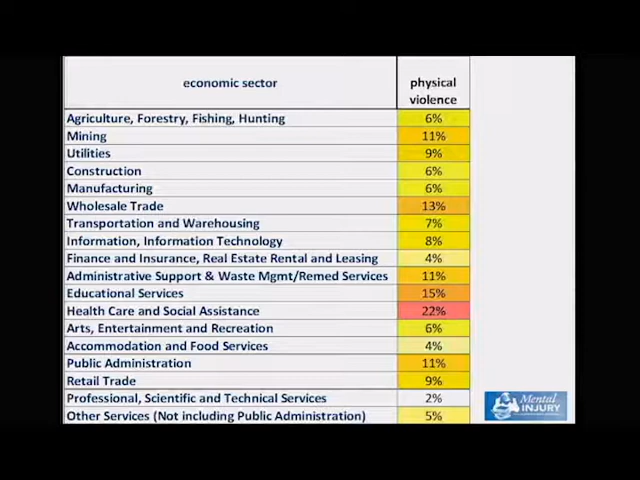 economic sector
physical
violence
Agriculture, Forestry, Fishing, Hunting 6%
Mining 11%
Utilities 9%
Construction 6%
Manufacturing 6%
Wholesale Trade 13%
Transportation and Warehousing 7%
Information, Information Technology 8%
Finance and Insurance, Real Estate Rental and Leasing 4%
Administrative Support & Waste Mgmt/Remed Services 11%
Educational Services 15%
Health Care and Social Assistance 22%
Arts, Entertainment and Recreation 6%
Accommodation and Food Services 4%
Public Administration 11%
Retail Trade 9%
Professional, Scientific and Technical Services 2%
Other Services (Not including Public Administration) 5%
Mental
INJURY